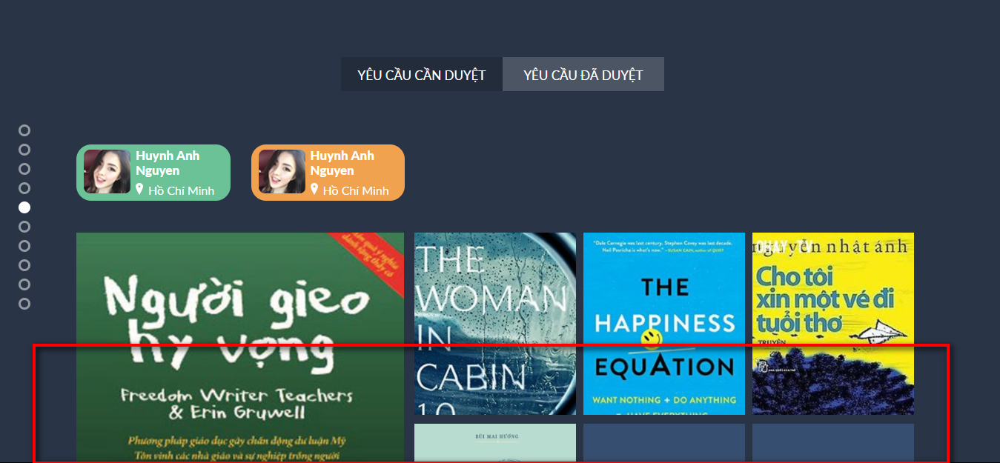 YÊU CẦU CẦN DUYỆT
YÊU CẦU ĐÃ DUYỆT
Huynh Anh
Nguyen
Hồ Chí Minh
Huynh Anh
Nguyen
Hồ Chí Minh
Người gieo
hy vọng
Freedom Writer Teachers
& Erin Gruwell
Phương pháp giáo dục gây chấn động dư luận Mỹ
Tôn vinh các nhà giáo và sự nghiệp trồng người
THE
WOMAN
IN
CABIN
10
"Dale Carnegie was last century. Stephen Covey was last decade.
Neil Pasricha is what's now." –SUSAN CAIN, author of QUIET
THE
HAPPINESS
EQUATION
WANT NOTHING + DO ANYTHING
= HAVE EVERYTHING
nguyễn nhật ánh
Cho tôi
xin một vé đi
tuổi thơ
TRUYỆN
BÙI MAI HƯƠNG